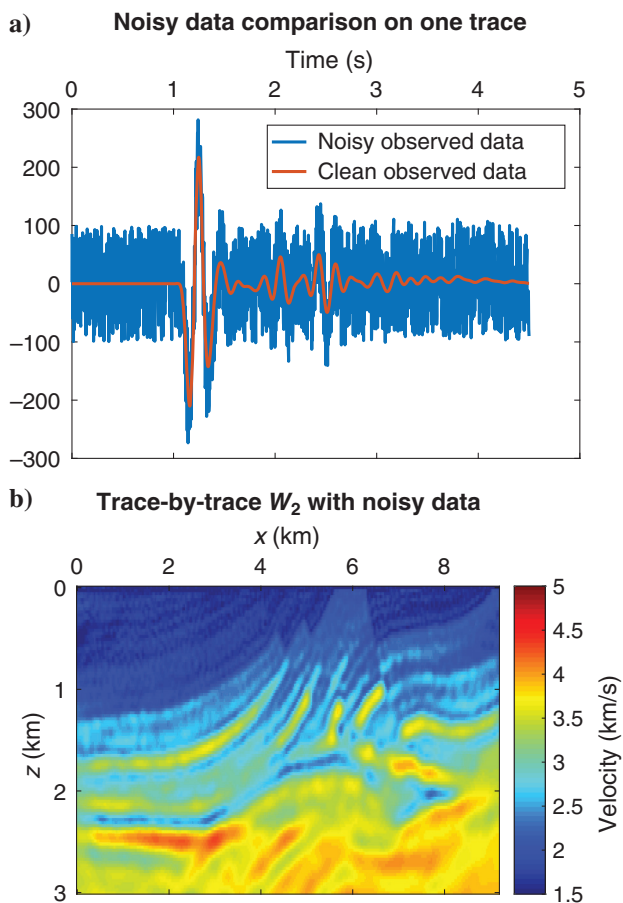 a)
Noisy data comparison on one trace
Time (s)
0 1 2 3 4 5
300
200
100
0
−100
−200
−300
Noisy observed data
Clean observed data
b)
Trace-by-trace W2 with noisy data
x (km)
0 2 4 6 8
0
1
2
3
z (km)
5
4.5
4
3.5
3
2.5
2
1.5
Velocity (km/s)